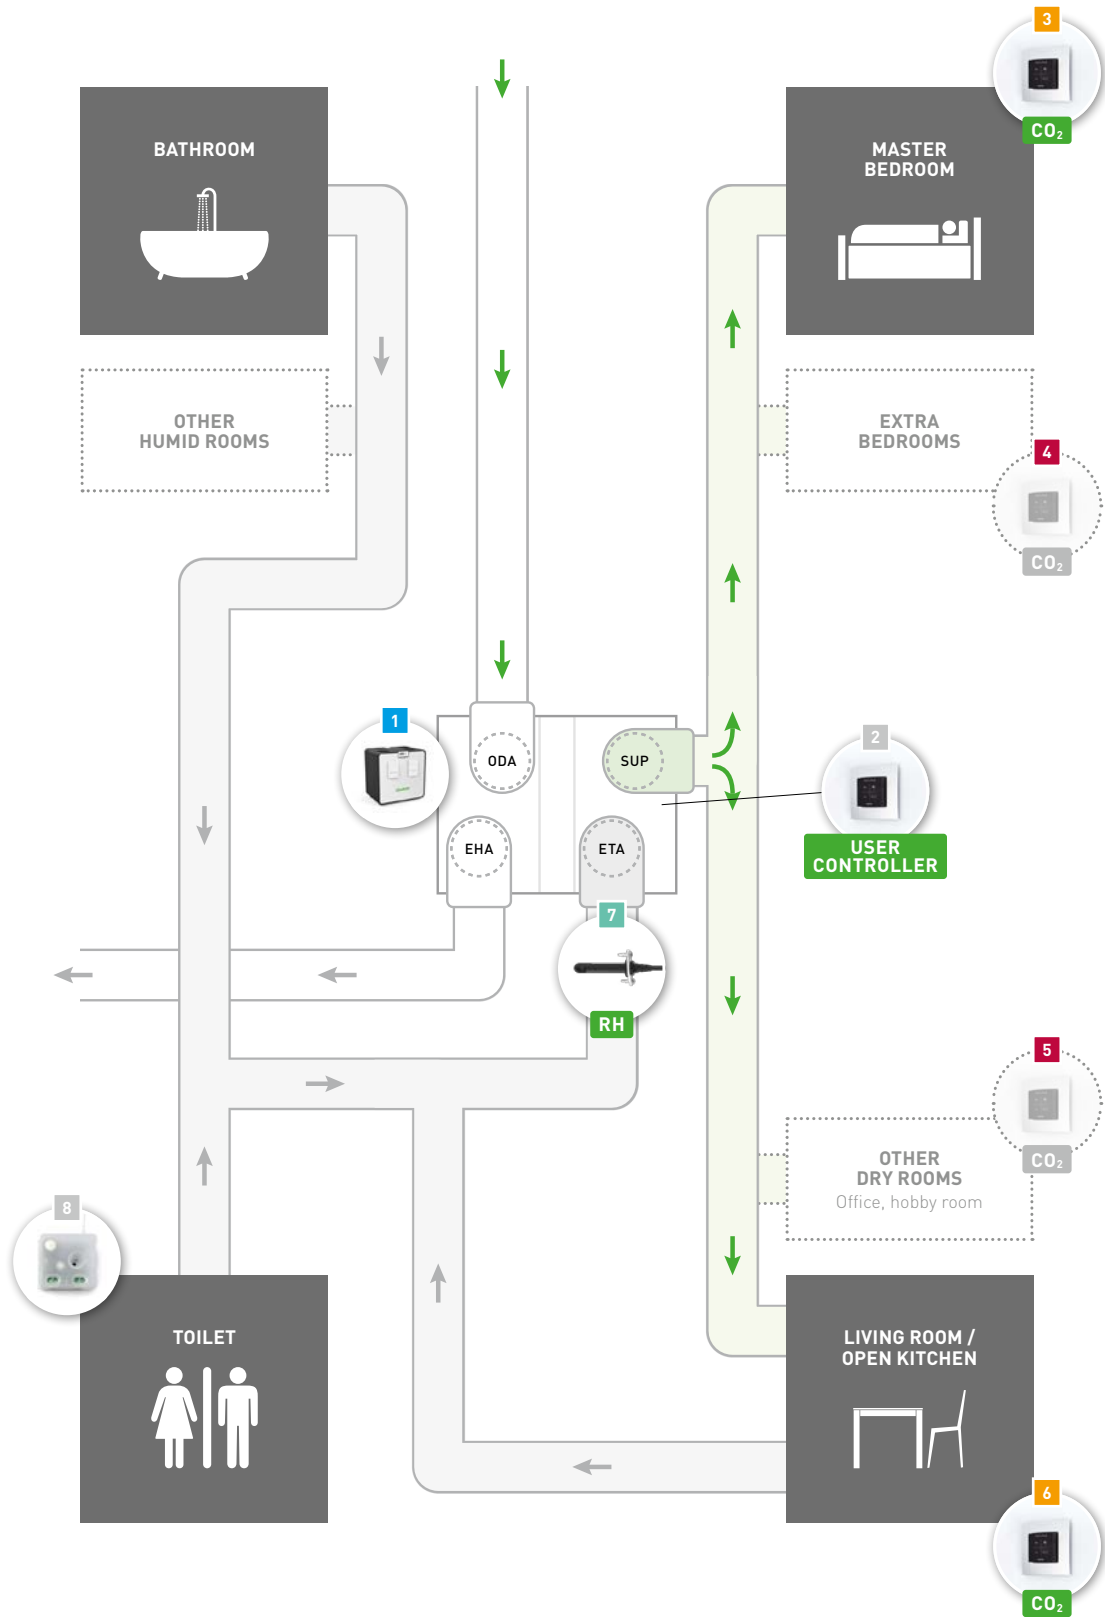 3
CO₂
BATHROOM
MASTER
BEDROOM
OTHER
HUMID ROOMS
EXTRA
BEDROOMS
4
CO₂
1
ODA
SUP
2
USER
CONTROLLER
EHA
ETA
7
RH
5
CO₂
OTHER
DRY ROOMS
Office, hobby room
8
TOILET
LIVING ROOM /
OPEN KITCHEN
6
CO₂